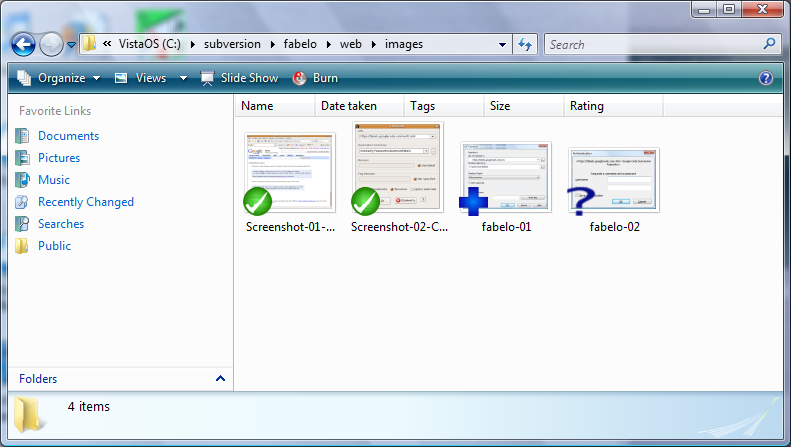 « VistaOS (C:) ▸ subversion ▸ fabelo ▸ web ▸ images
Search
Organize Views Slide Show Burn
Favorite Links
Documents
Pictures
Music
Recently Changed
Searches
Public
Folders
Name Date taken Tags Size Rating
Screenshot-01-... Screenshot-02-C... fabelo-01 fabelo-02
4 items